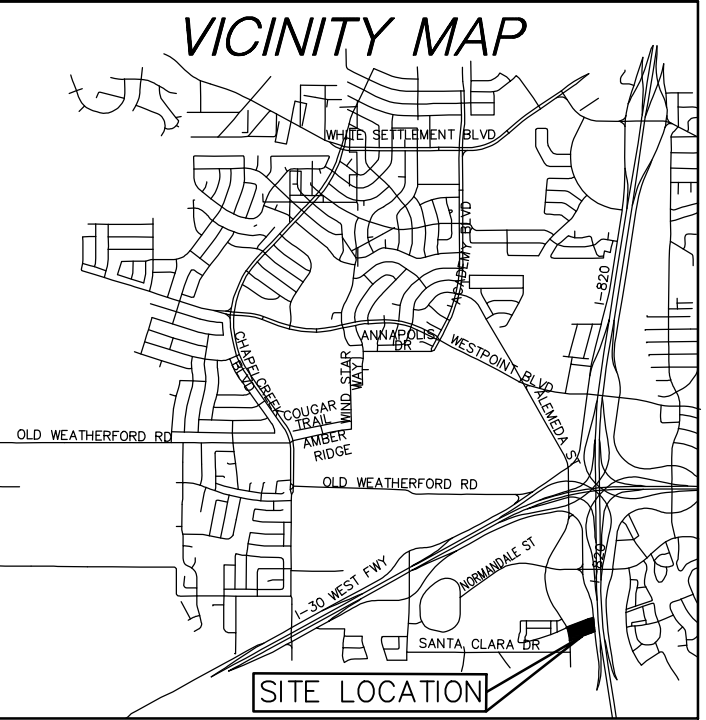 VICINITY MAP
WHITE SETTLEMENT BLVD
ACADEMY BLVD
I-820
ANNAPOLIS
DR
WESTPOINT BLVD
CHAPELCREEK
BLVD
WIND STAR
WAY
ALEMEDA ST
COUGAR
TRAIL
AMBER
RIDGE
OLD WEATHERFORD RD
OLD WEATHERFORD RD
I-820
I-30 WEST FWY
NORMANDALE ST
SANTA CLARA DR
SITE LOCATION